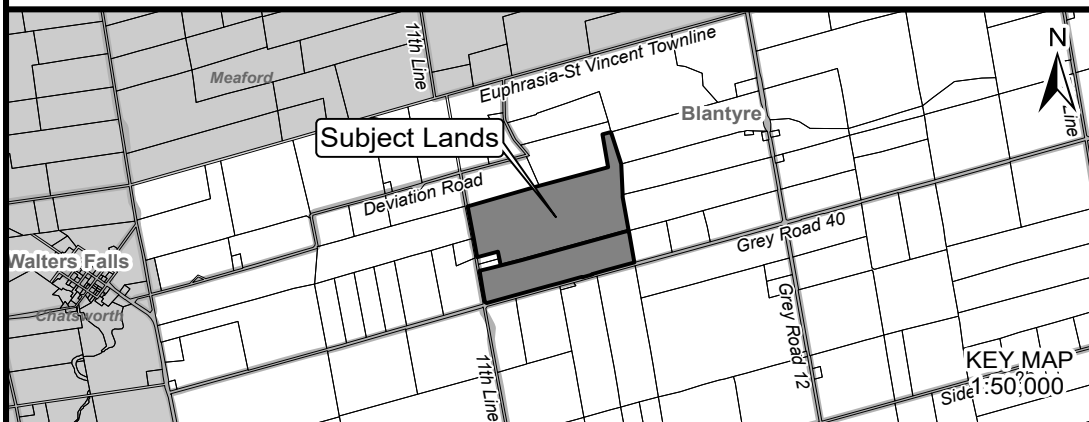 11th Line
Meaford
Euphrasia-St Vincent Townline
N
Blantyre
Line
Subject Lands
Deviation Road
Grey Road 40
Walters Falls
Chatsworth
Grey Road 12
11th Line
KEY MAP
1:50,000
Side